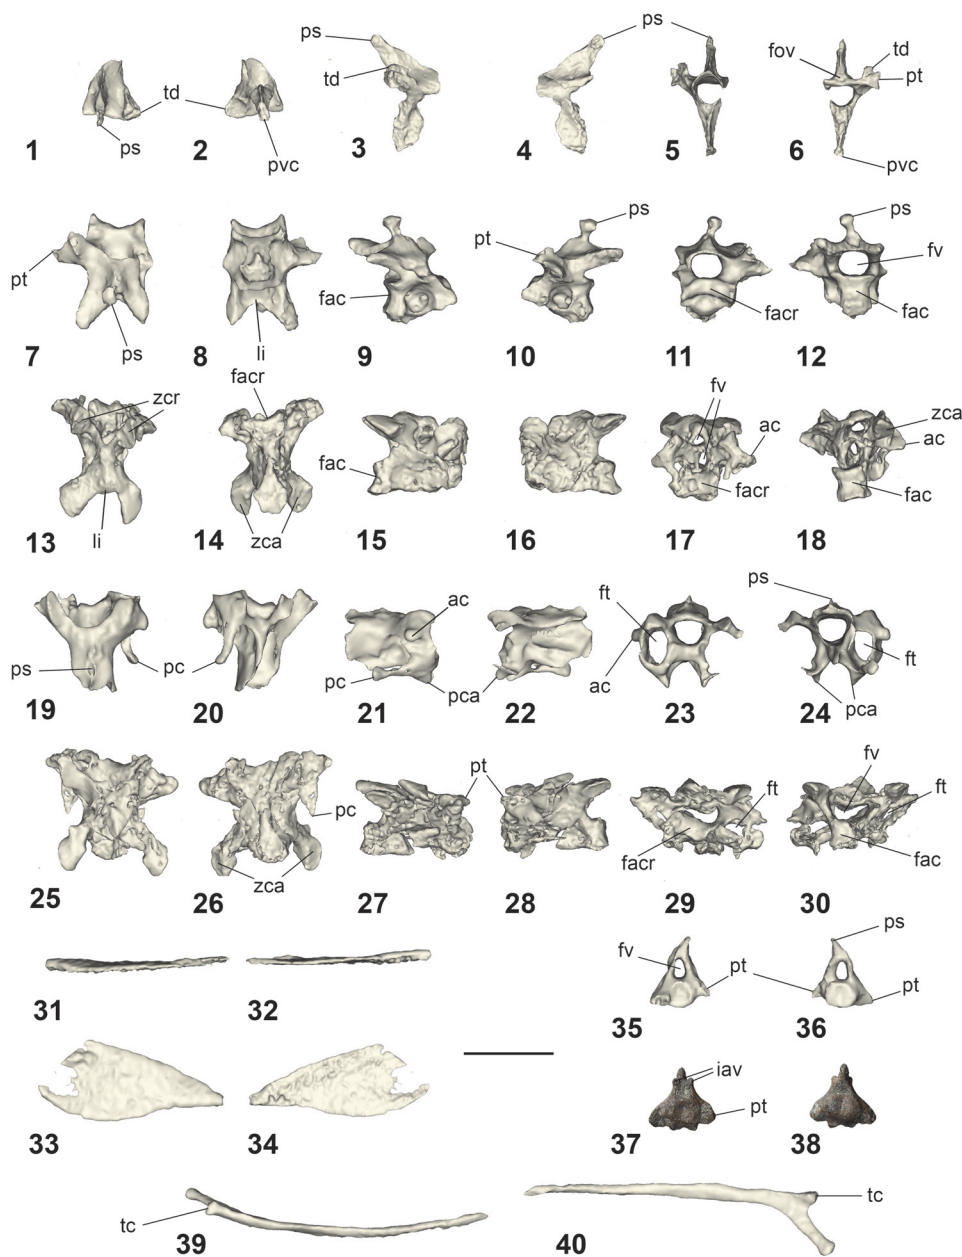 ps ps
td td
fov td
td pt
1 2 3 4 5 6
ps pvc pvc
ps ps
pt pt fv
fac
ps li facr fac
7 8 9 10 11 12
zcr facr fv zca
ac ac
fac
facr fac
13 14 15 16 17 18
li zca
ac ft ps
ps pc pc ft
pca ac pca
19 20 21 22 23 24
pt fv
pc ft ft
facr fac
25 26 27 28 29 30
zca
ps
fv pt pt
31 32 35 36
iav
pt
33 34 37 38
tc tc
39 40